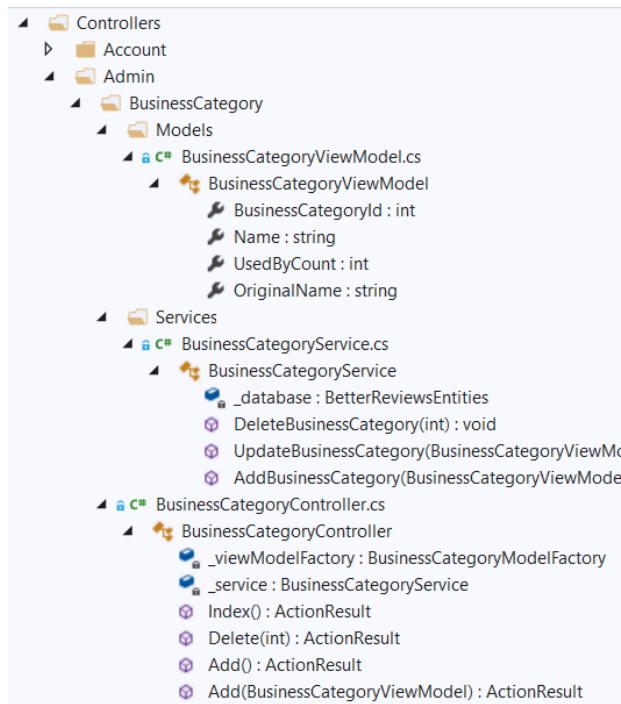 Controllers
Account
Admin
BusinessCategory
Models
C# BusinessCategoryViewModel.cs
BusinessCategoryViewModel
BusinessCategoryId : int
Name : string
UsedByCount : int
OriginalName : string
Services
C# BusinessCategoryService.cs
BusinessCategoryService
_database : BetterReviewsEntities
DeleteBusinessCategory(int) : void
UpdateBusinessCategory(BusinessCategoryViewMo
AddBusinessCategory(BusinessCategoryViewMode
C# BusinessCategoryController.cs
BusinessCategoryController
_viewModelFactory : BusinessCategoryModelFactory
_service : BusinessCategoryService
Index() : ActionResult
Delete(int) : ActionResult
Add() : ActionResult
Add(BusinessCategoryViewModel) : ActionResult